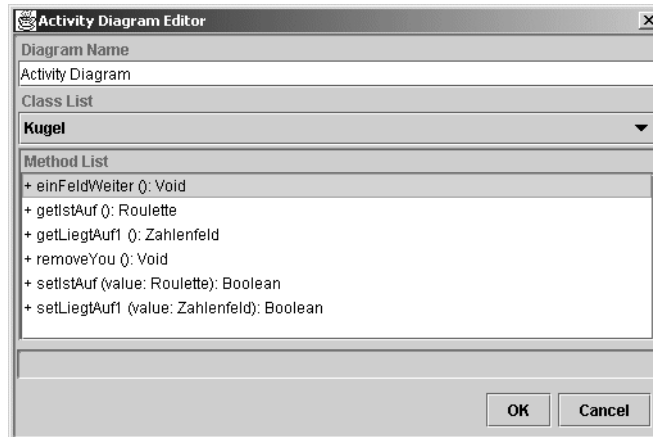 Activity Diagram Editor
Diagram Name
Activity Diagram
Class List
Kugel
Method List
+ einFeldWeiter (): Void
+ getIstAuf (): Roulette
+ getLiegtAuf1 (): Zahlenfeld
+ removeYou (): Void
+ setIstAuf (value: Roulette): Boolean
+ setLiegtAuf1 (value: Zahlenfeld): Boolean
OK Cancel